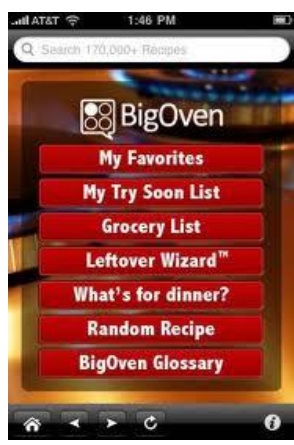 AT&T 1:46 PM
Search 170,000+ Recipes
BigOven
My Favorites
My Try Soon List
Grocery List
Leftover Wizard™
What's for dinner?
Random Recipe
BigOven Glossary
i